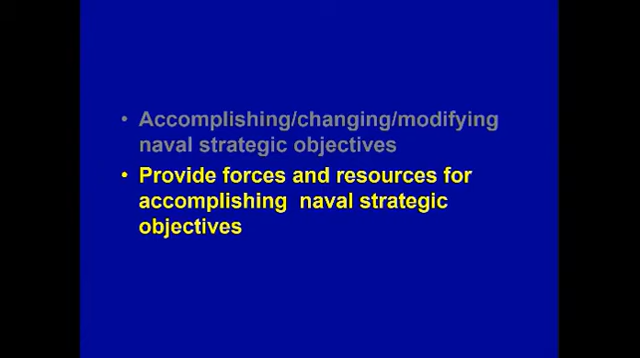 • Accomplishing/changing/modifying
naval strategic objectives
• Provide forces and resources for
accomplishing  naval strategic
objectives